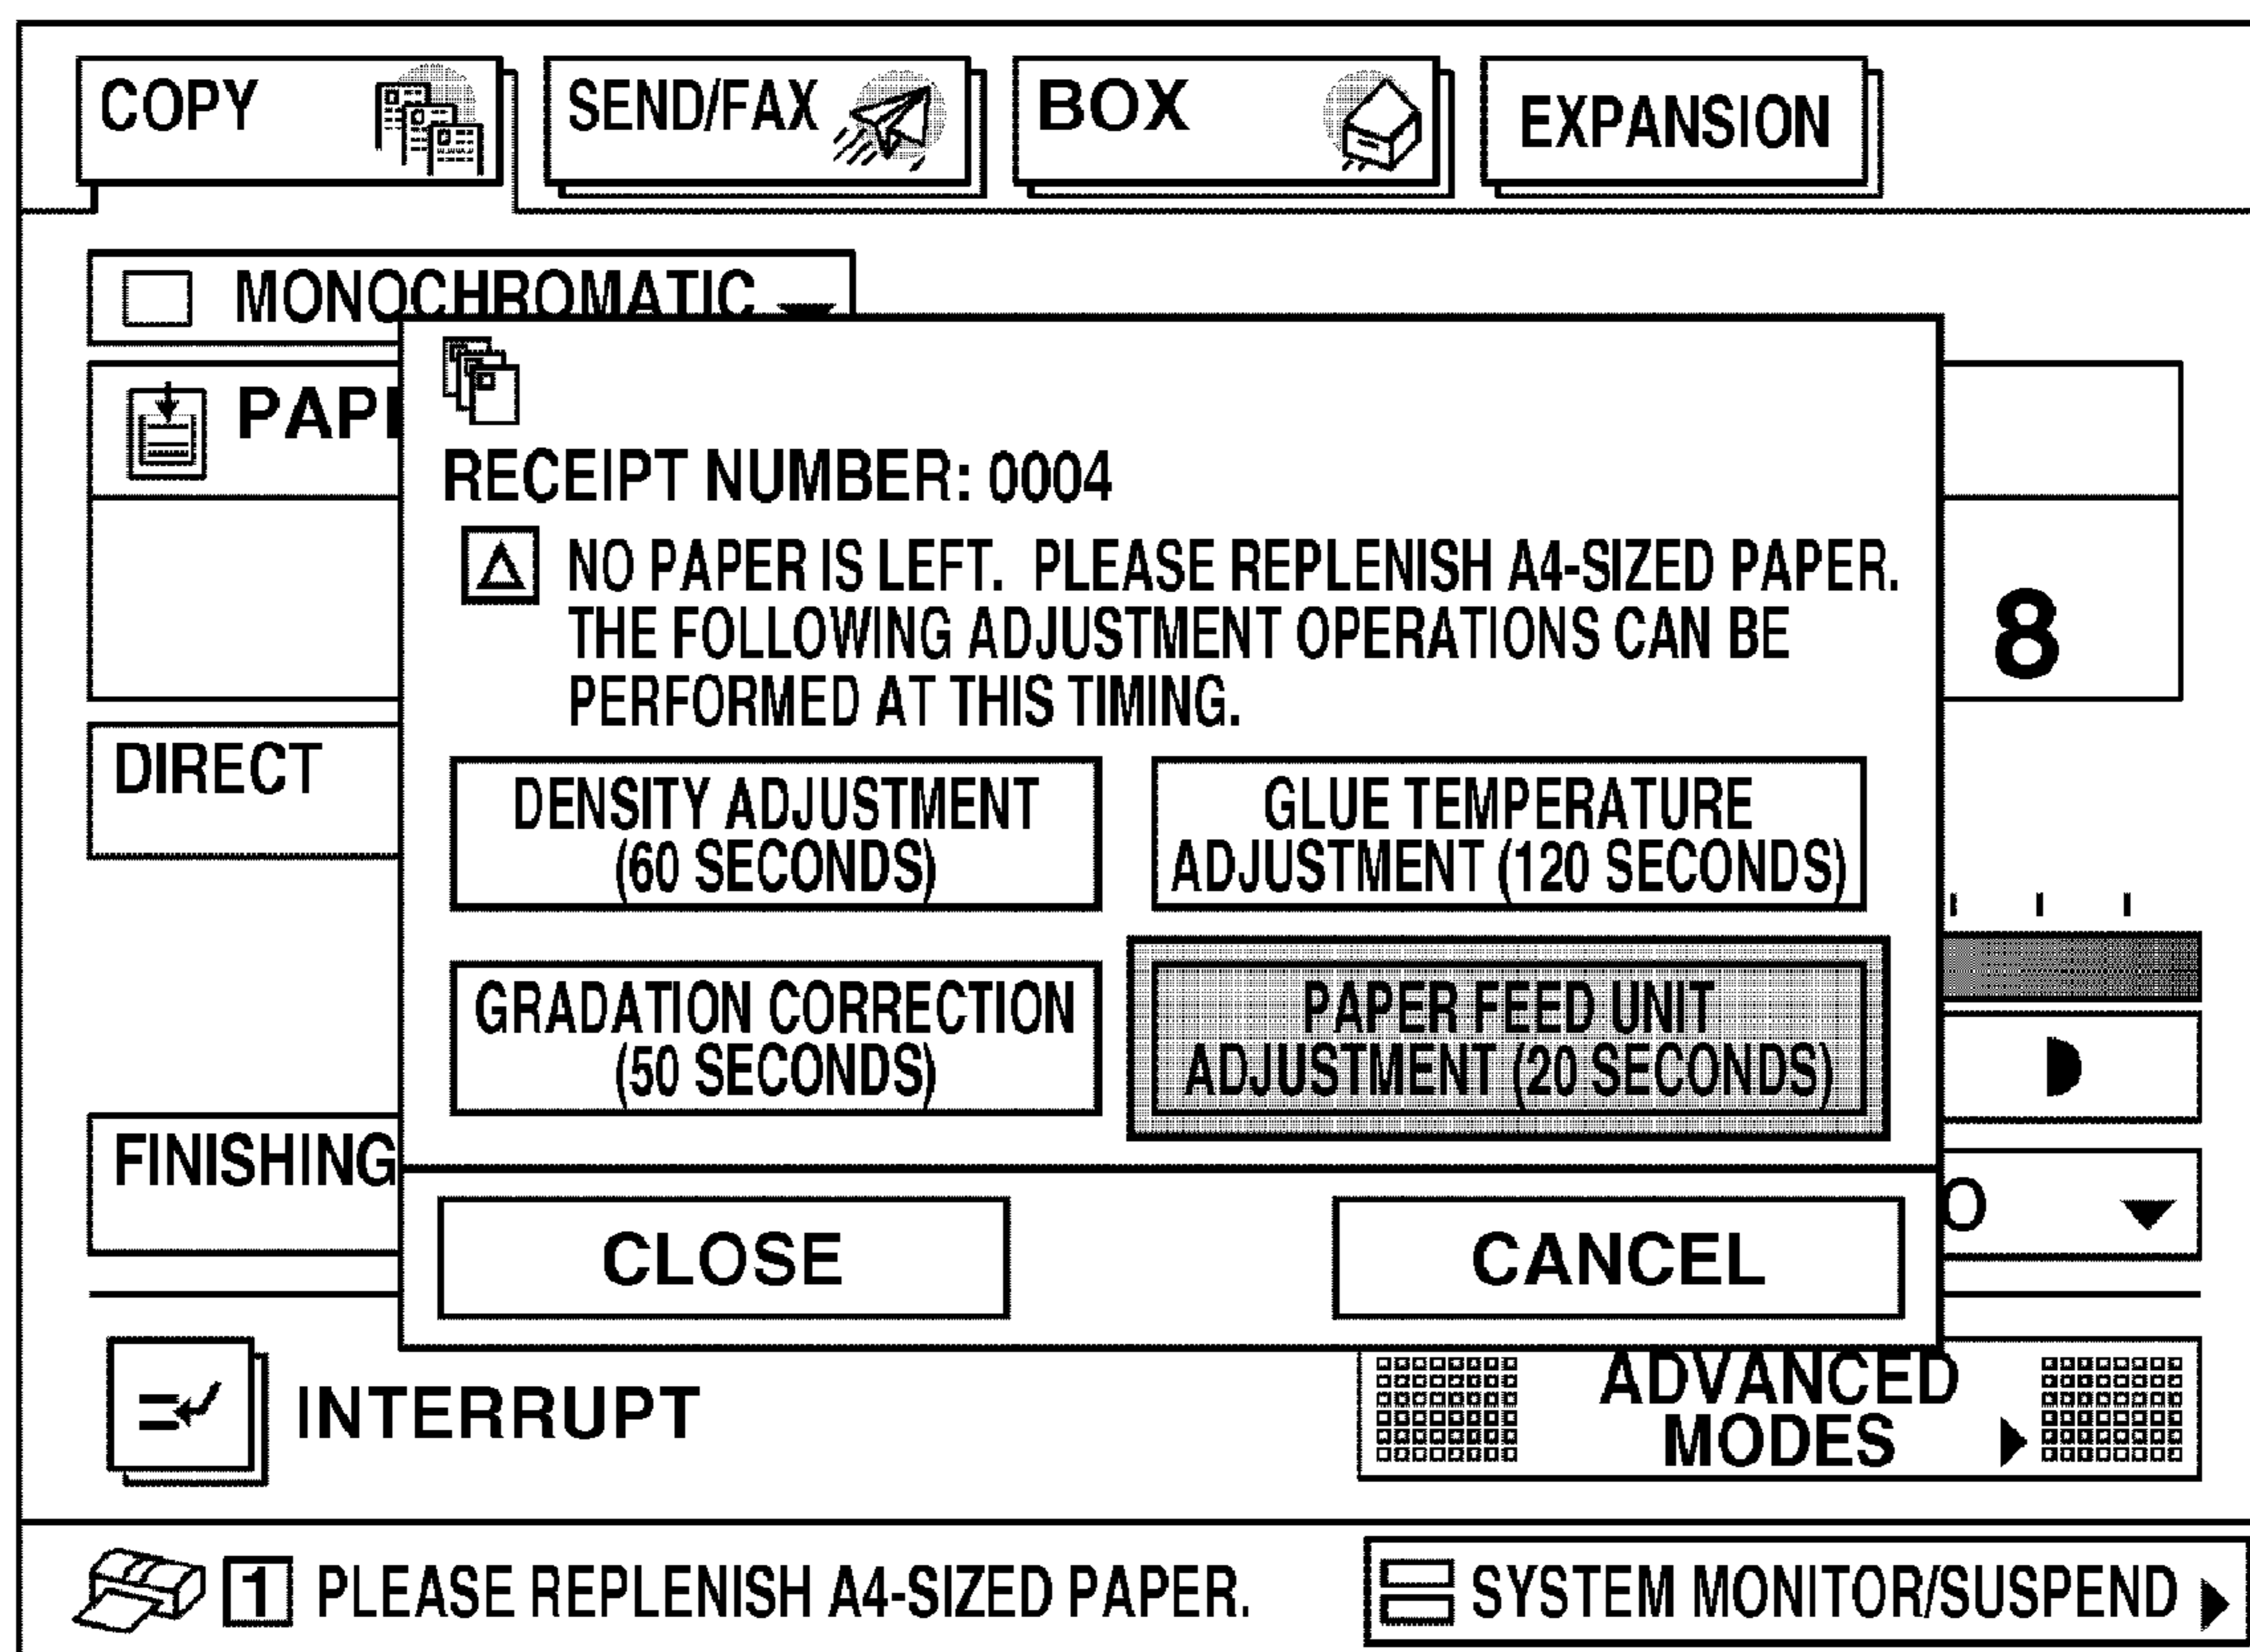 COPY
SEND/FAX
BOX
EXPANSION
MONOCHROMATIC
RECEIPT NUMBER: 0004
NO PAPER IS LEFT. PLEASE REPLENISH A4-SIZED PAPER.
THE FOLLOWING ADJUSTMENT OPERATIONS CAN BE
PERFORMED AT THIS TIMING.
8
DIRECT
DENSITY ADJUSTMENT
(60 SECONDS)
GLUE TEMPERATURE
ADJUSTMENT (120 SECONDS)
GRADATION CORRECTION
(50 SECONDS)
PAPER FEED UNIT
ADJUSTMENT (20 SECONDS)
FINISHING
CLOSE
CANCEL
INTERRUPT
ADVANCED
MODES
1 PLEASE REPLENISH A4-SIZED PAPER.
SYSTEM MONITOR/SUSPEND